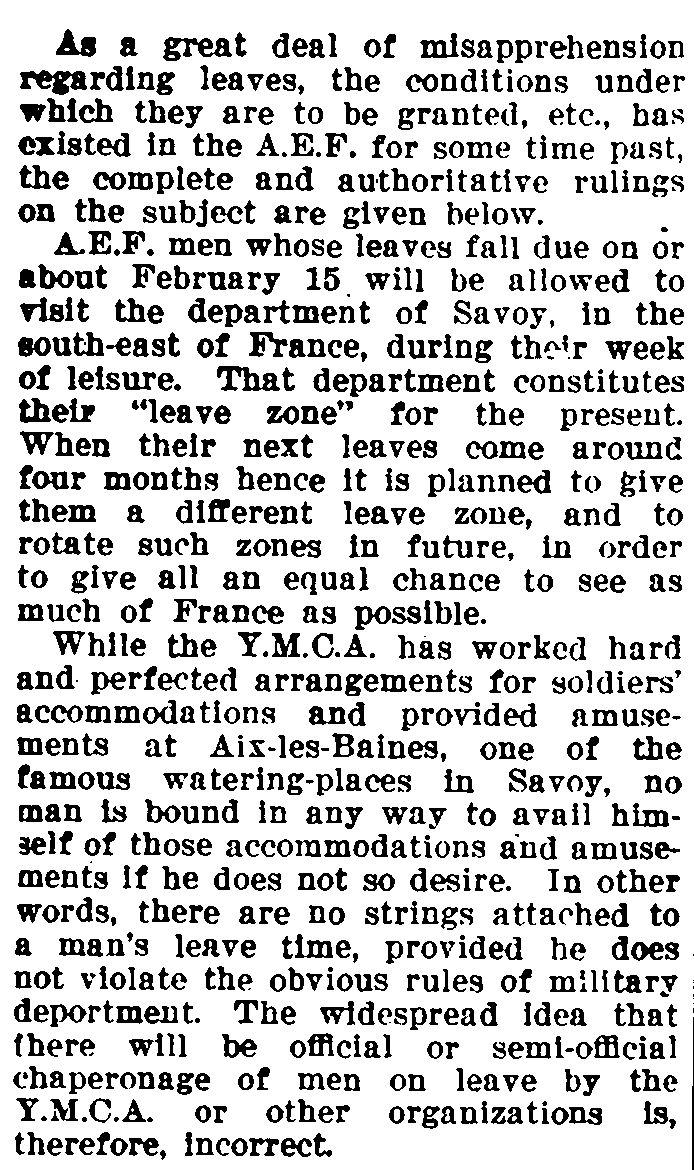 As a great deal of misapprehension
regarding leaves, the conditions under
which they are to be granted, etc., has
existed in the A.E.F. for some time past,
the complete and authoritative rulings
on the subject are given below.
A.E.F. men whose leaves fall due on or
about February 15 will be allowed to
visit the department of Savoy, in the
south-east of France, during their week
of leisure. That department constitutes
their "leave zone" for the present.
When their next leaves come around
four months hence it is planned to give
them a different leave zone, and to
rotate such zones in future, in order
to give all an equal chance to see as
much of France as possible.
While the Y.M.C.A. has worked hard
and perfected arrangements for soldiers'
accommodations and provided amuse-
ments at Aix-les-Baines, one of the
famous watering-places in Savoy, no
man is bound in any way to avail him-
self of those accommodations and amuse-
ments if he does not so desire. In other
words, there are no strings attached to
a man's leave time, provided he does
not violate the obvious rules of military
deportment. The widespread idea that
there will be official or semi-official
chaperonage of men on leave by the
Y.M.C.A. or other organizations is,
therefore, incorrect.